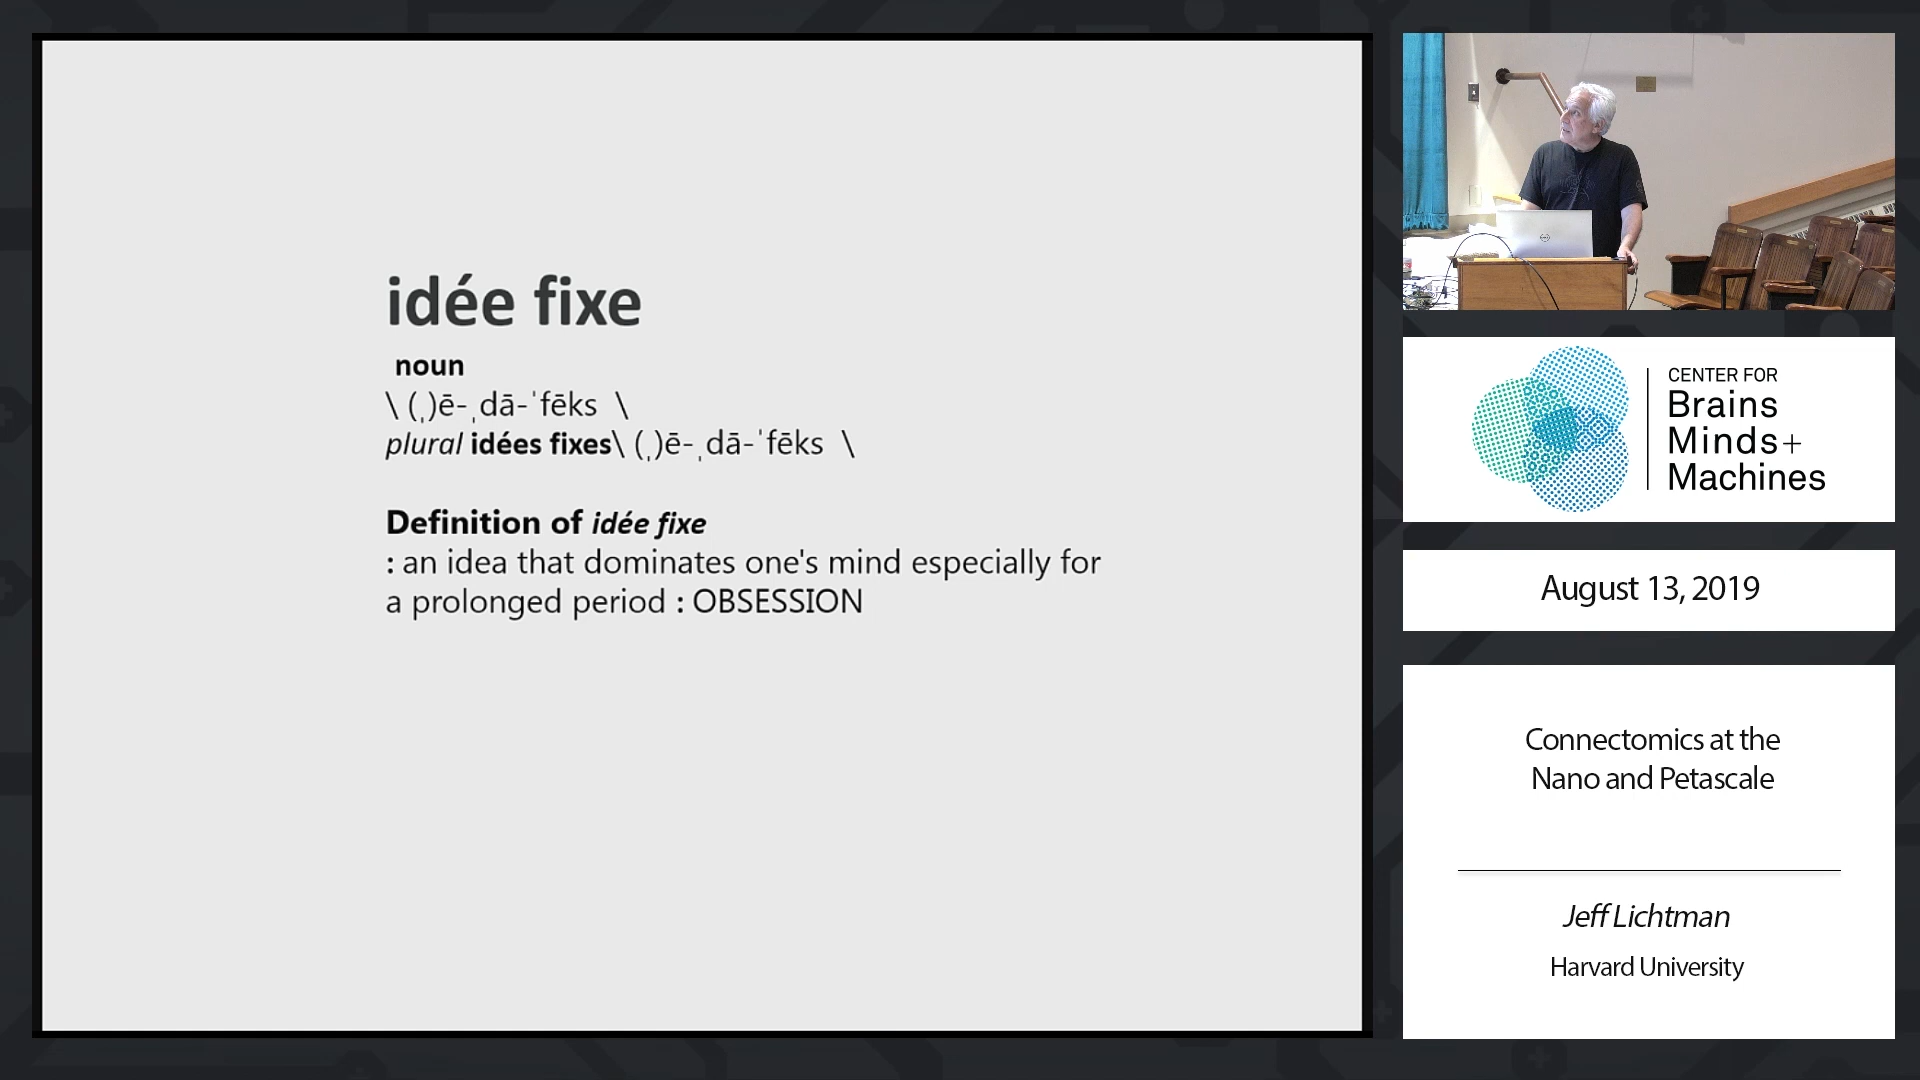 idée fixe
noun
\ (ˌ)ē-ˌdā-ˈfēks \
plural idées fixes\ (ˌ)ē-ˌdā-ˈfēks \
Definition of idée fixe
: an idea that dominates one's mind especially for
a prolonged period : OBSESSION
CENTER FOR
Brains
Minds+
Machines
August 13, 2019
Connectomics at the
Nano and Petascale
Jeff Lichtman
Harvard University